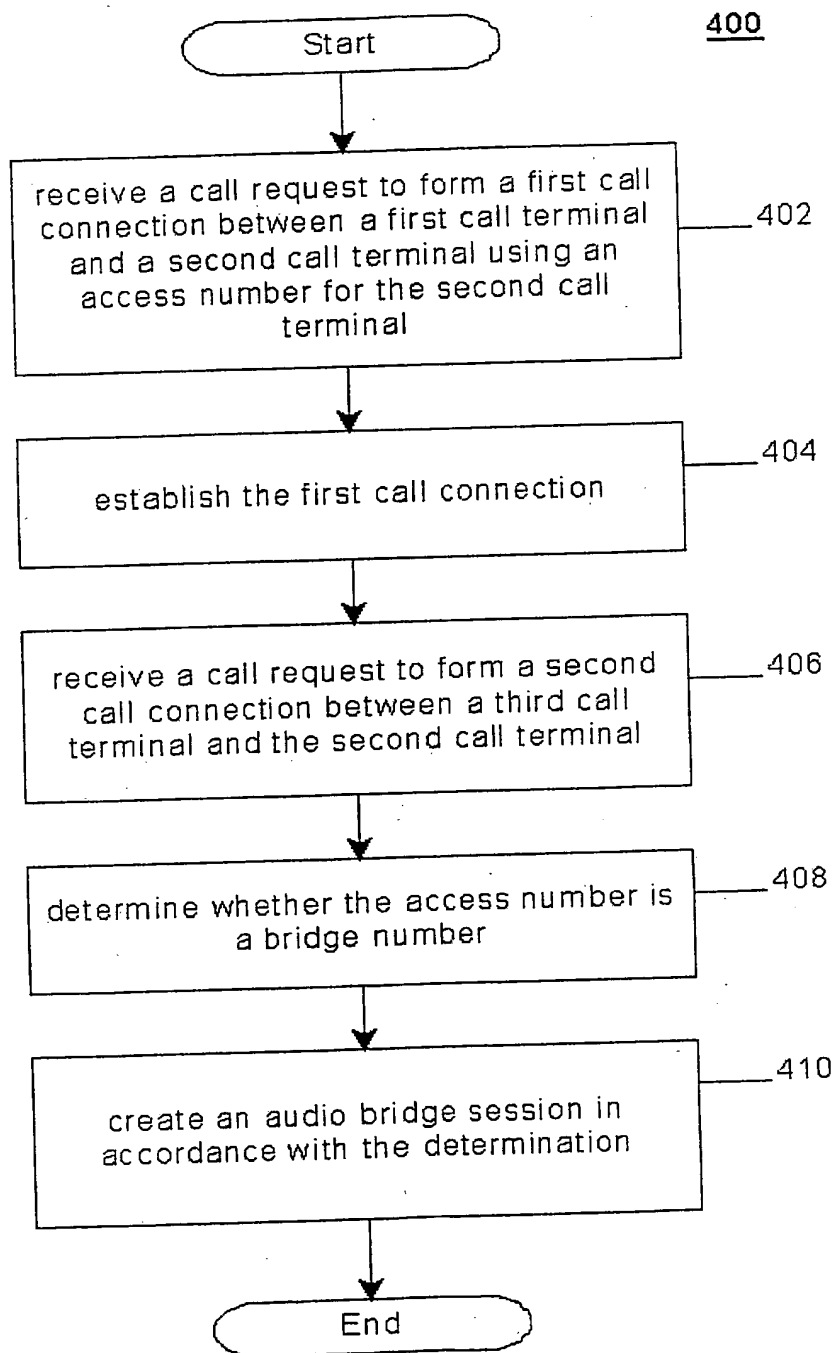 400
Start
receive a call request to form a first call
connection between a first call terminal
and a second call terminal using an
access number for the second call
terminal
402
establish the first call connection
404
receive a call request to form a second
call connection between a third call
terminal and the second call terminal
406
determine whether the access number is
a bridge number
408
create an audio bridge session in
accordance with the determination
410
End